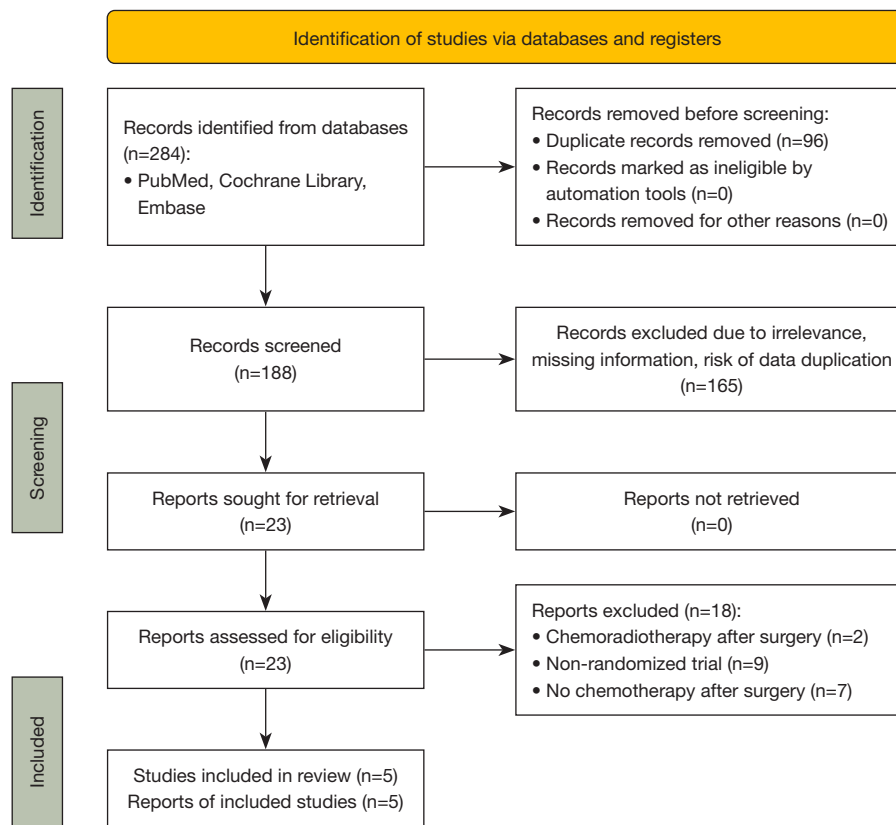 Identification of studies via databases and registers
Identification
Records identified from databases
(n=284):
• PubMed, Cochrane Library,
Embase
Records removed before screening:
• Duplicate records removed (n=96)
• Records marked as ineligible by
automation tools (n=0)
• Records removed for other reasons (n=0)
Screening
Records screened
(n=188)
Records excluded due to irrelevance,
missing information, risk of data duplication
(n=165)
Reports sought for retrieval
(n=23)
Reports not retrieved
(n=0)
Reports assessed for eligibility
(n=23)
Reports excluded (n=18):
• Chemoradiotherapy after surgery (n=2)
• Non-randomized trial (n=9)
• No chemotherapy after surgery (n=7)
Included
Studies included in review (n=5)
Reports of included studies (n=5)